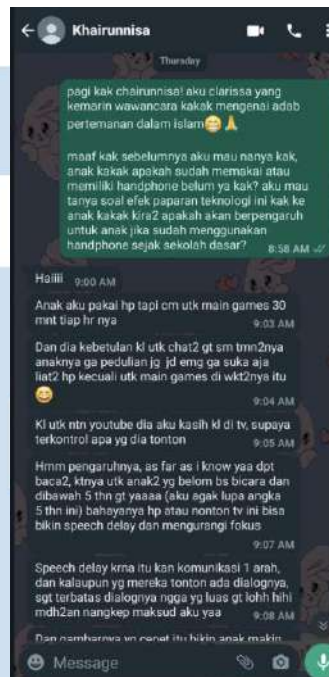 Khairunnisa
Thursday
pagi kak chairunnisa! aku clarissa yang
kemarin wawancara kakak mengenai adab
pertemanan dalam islam😁🙏
maaf kak sebelumnya aku mau nanya kak,
anak kakak apakah sudah memakai atau
memiliki handphone belum ya kak? aku mau
tanya soal efek paparan teknologi ini kak ke
anak kakak kira2 apakah akan berpengaruh
untuk anak jika sudah menggunakan
handphone sejak sekolah dasar?
8:58 AM
Haiiii 9:00 AM
Anak aku pakai hp tapi cm utk main games 30
mnt tiap hr nya
9:03 AM
Dan dia kebetulan kl utk chat2 gt sm tmn2nya
anaknya ga pedulian jg jd emg ga suka aja
liat2 hp kecuali utk main games di wkt2nya itu
😄
9:04 AM
Kl utk ntn youtube dia aku kasih kl di tv, supaya
terkontrol apa yg dia tonton
9:05 AM
Hmm pengaruhnya, as far as i know yaa dpt
baca2, ktnya utk anak2 yg belom bs bicara dan
dibawah 5 thn gt yaaaa (aku agak lupa angka
5 thn ini) bahayanya hp atau nonton tv ini bisa
bikin speech delay dan mengurangi fokus
9:07 AM
Speech delay krna itu kan komunikasi 1 arah,
dan kalaupun yg mereka tonton ada dialognya,
sgt terbatas dialognya ngga yg luas gt lohh hihi
mdh2an nangkep maksud aku yaa
9:08 AM
Dan gambarnya yg cepet itu bikin anak makin
Message